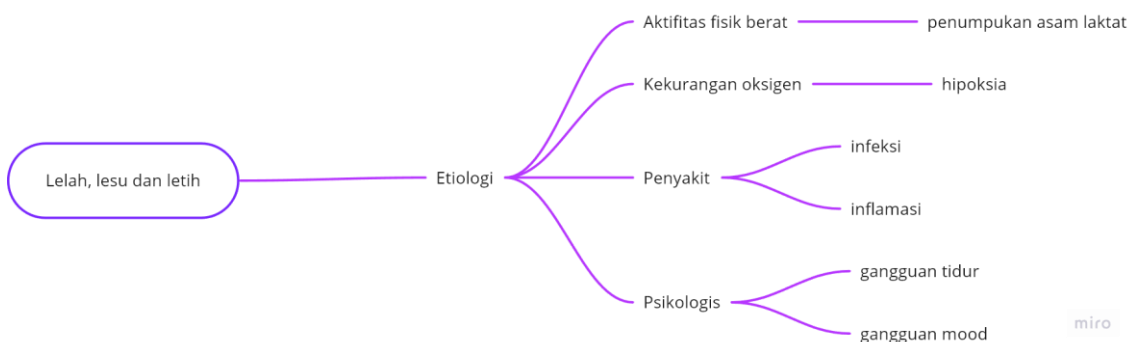 Lelah, lesu dan letih
Etiologi
Aktifitas fisik berat
penumpukan asam laktat
Kekurangan oksigen
hipoksia
Penyakit
infeksi
inflamasi
Psikologis
gangguan tidur
gangguan mood
miro